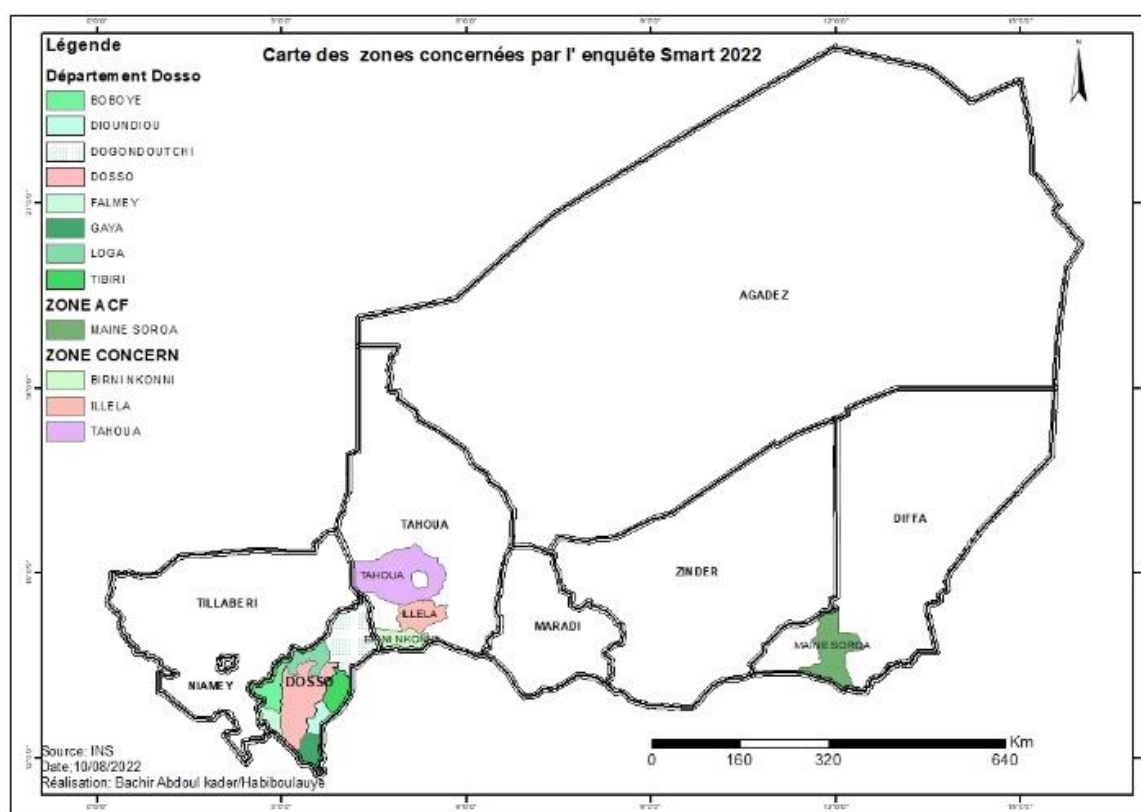 Carte des zones concernées par l' enquête Smart 2022
Légende
Département Dosso
BOBOYE
DIOUNDIOU
DOGONDOUTCHI
DOSSO
FALMEY
GAYA
LOGA
TIBIRI
ZONE ACF
MAINE SOROA
ZONE CONCERN
BIRNI NKONNI
ILLELA
TAHOUA
AGADEZ
DIFFA
TAHOUA
ZINDER
TAHOUA
TILLABERI
ILLELA
MARADI
MAINE SOROA
DOSSO
NIAMEY
Km
0 160 320 640
Source: INS
Date;10/08/2022
Réalisation: Bachir Abdoul kader/Habiboulaye